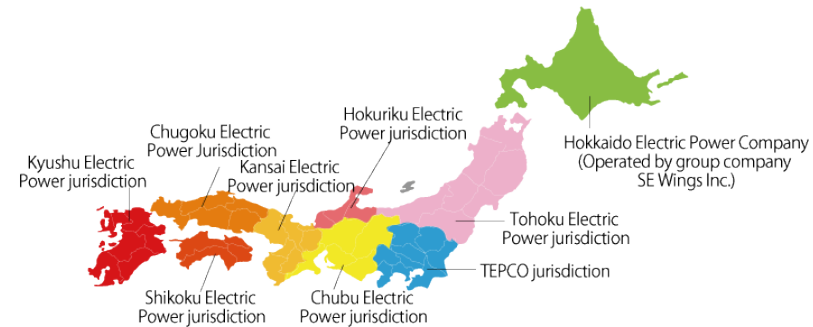 Hokuriku Electric
Power jurisdiction
Chugoku Electric
Power Jurisdiction
Kansai Electric
Power jurisdiction
Kyushu Electric
Power jurisdiction
Hokkaido Electric Power Company
(Operated by group company
SE Wings Inc.)
Tohoku Electric
Power jurisdiction
TEPCO jurisdiction
Shikoku Electric
Power jurisdiction
Chubu Electric
Power jurisdiction